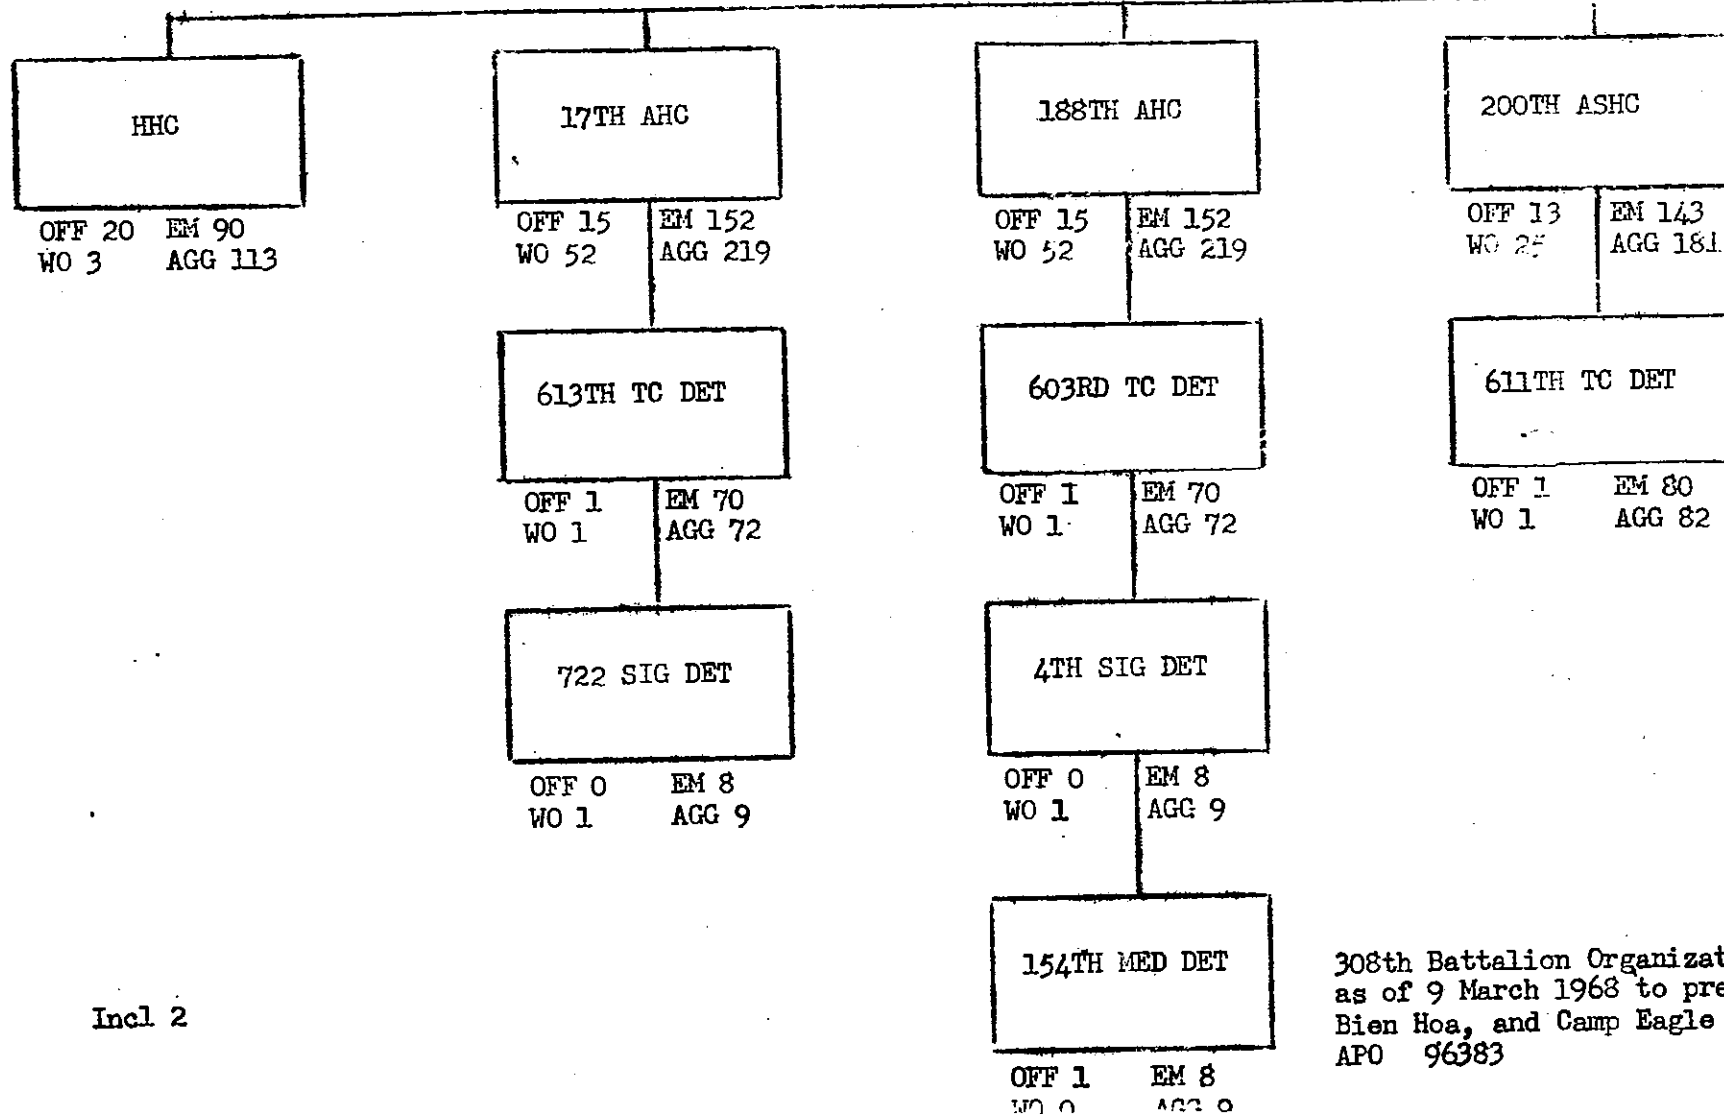 HHC
OFF 20 EM 90
WO 3 AGG 113
17TH AHC
OFF 15 EM 152
WO 52 AGG 219
613TH TC DET
OFF 1 EM 70
WO 1 AGG 72
722 SIG DET
OFF 0 EM 8
WO 1 AGG 9
188TH AHC
OFF 15 EM 152
WO 52 AGG 219
603RD TC DET
OFF 1 EM 70
WO 1 AGG 72
4TH SIG DET
OFF 0 EM 8
WO 1 AGG 9
154TH MED DET
OFF 1 EM 8
WO 0 AGG 9
200TH ASHC
OFF 13 EM 143
WO 25 AGG 181
611TH TC DET
OFF 1 EM 80
WO 1 AGG 82
Incl 2
308th Battalion Organizat
as of 9 March 1968 to pre
Bien Hoa, and Camp Eagle
APO 96383